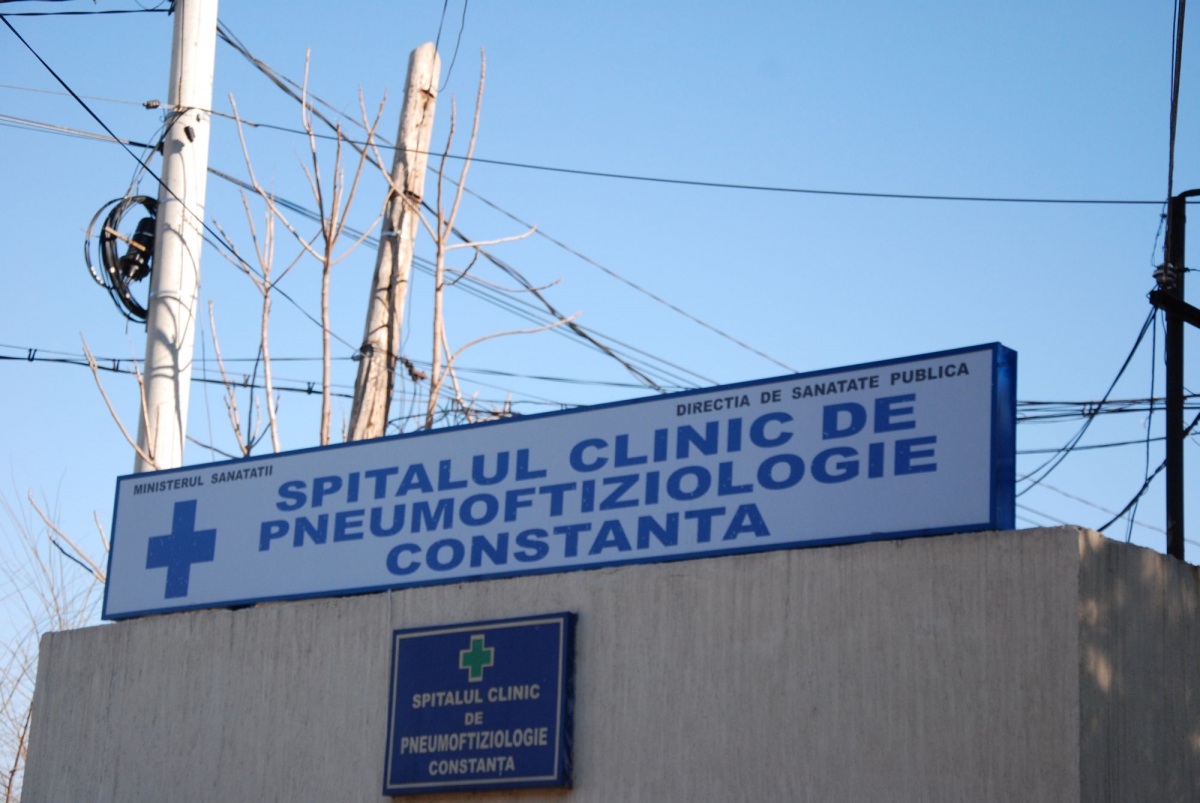 MINISTERUL SANATATII
DIRECTIA DE SANATATE PUBLICA
SPITALUL CLINIC DE
PNEUMOFTIZIOLOGIE
CONSTANTA
SPITALUL CLINIC
DE
PNEUMOFTIZIOLOGIE
CONSTANȚA